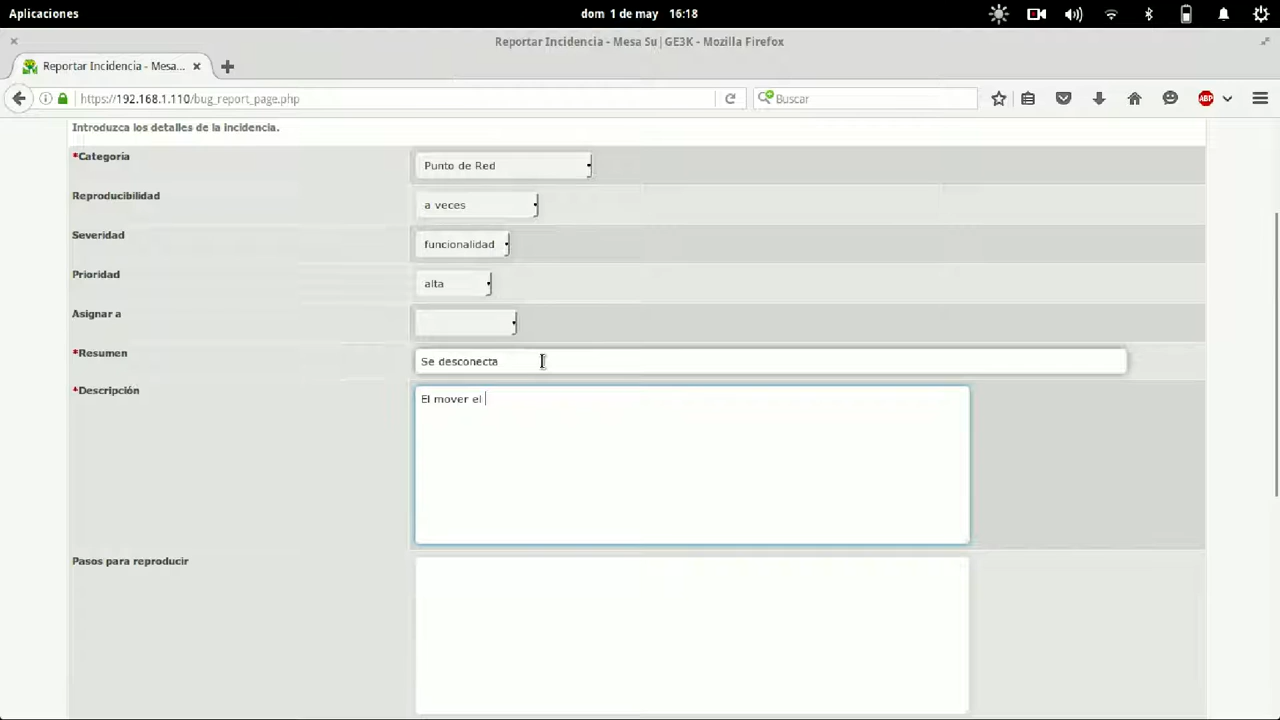 Aplicaciones
dom 1 de may 16:18
Reportar Incidencia - Mesa Su|GE3K - Mozilla Firefox
Reportar Incidencia - Mesa...
https://192.168.1.110/bug_report_page.php
Buscar
ABP
Introduzca los detalles de la incidencia.
*Categoría
Punto de Red
Reproducibilidad
a veces
Severidad
funcionalidad
Prioridad
alta
Asignar a
*Resumen
Se desconecta
*Descripción
El mover el
Pasos para reproducir